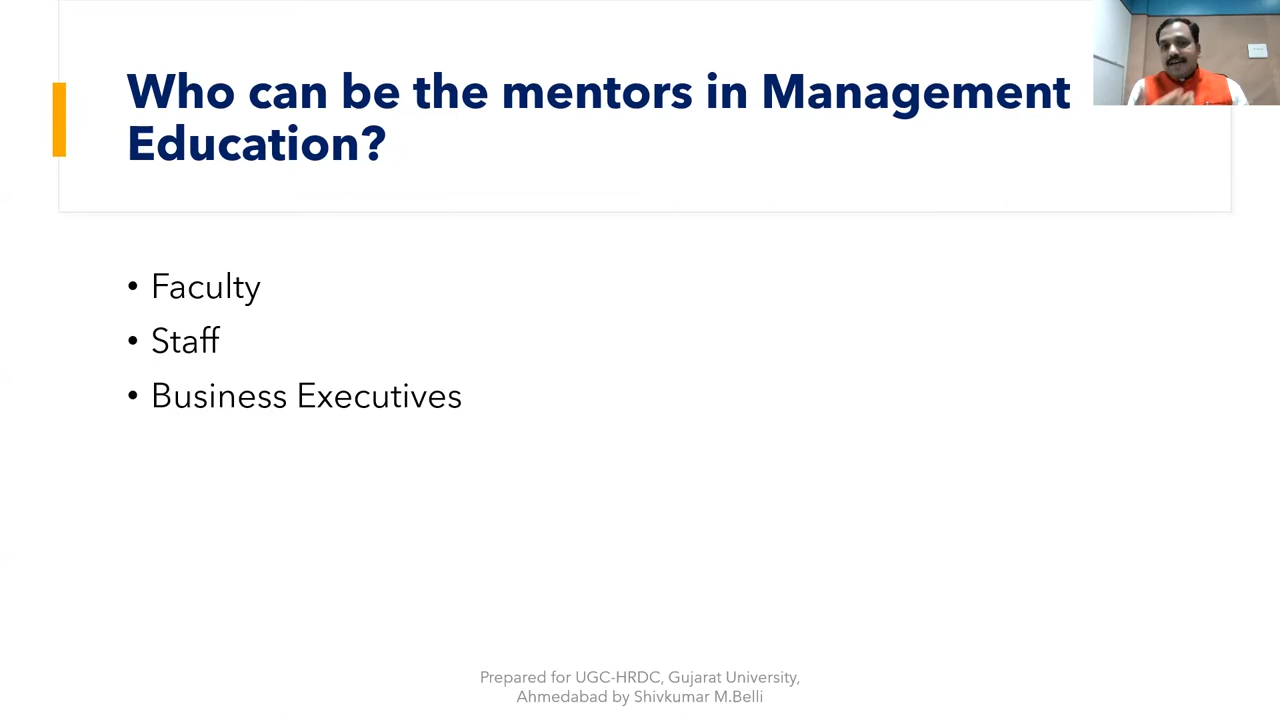 Who can be the mentors in Management
Education?
• Faculty
• Staff
• Business Executives
Prepared for UGC-HRDC, Gujarat University,
Ahmedabad by Shivkumar M.Belli